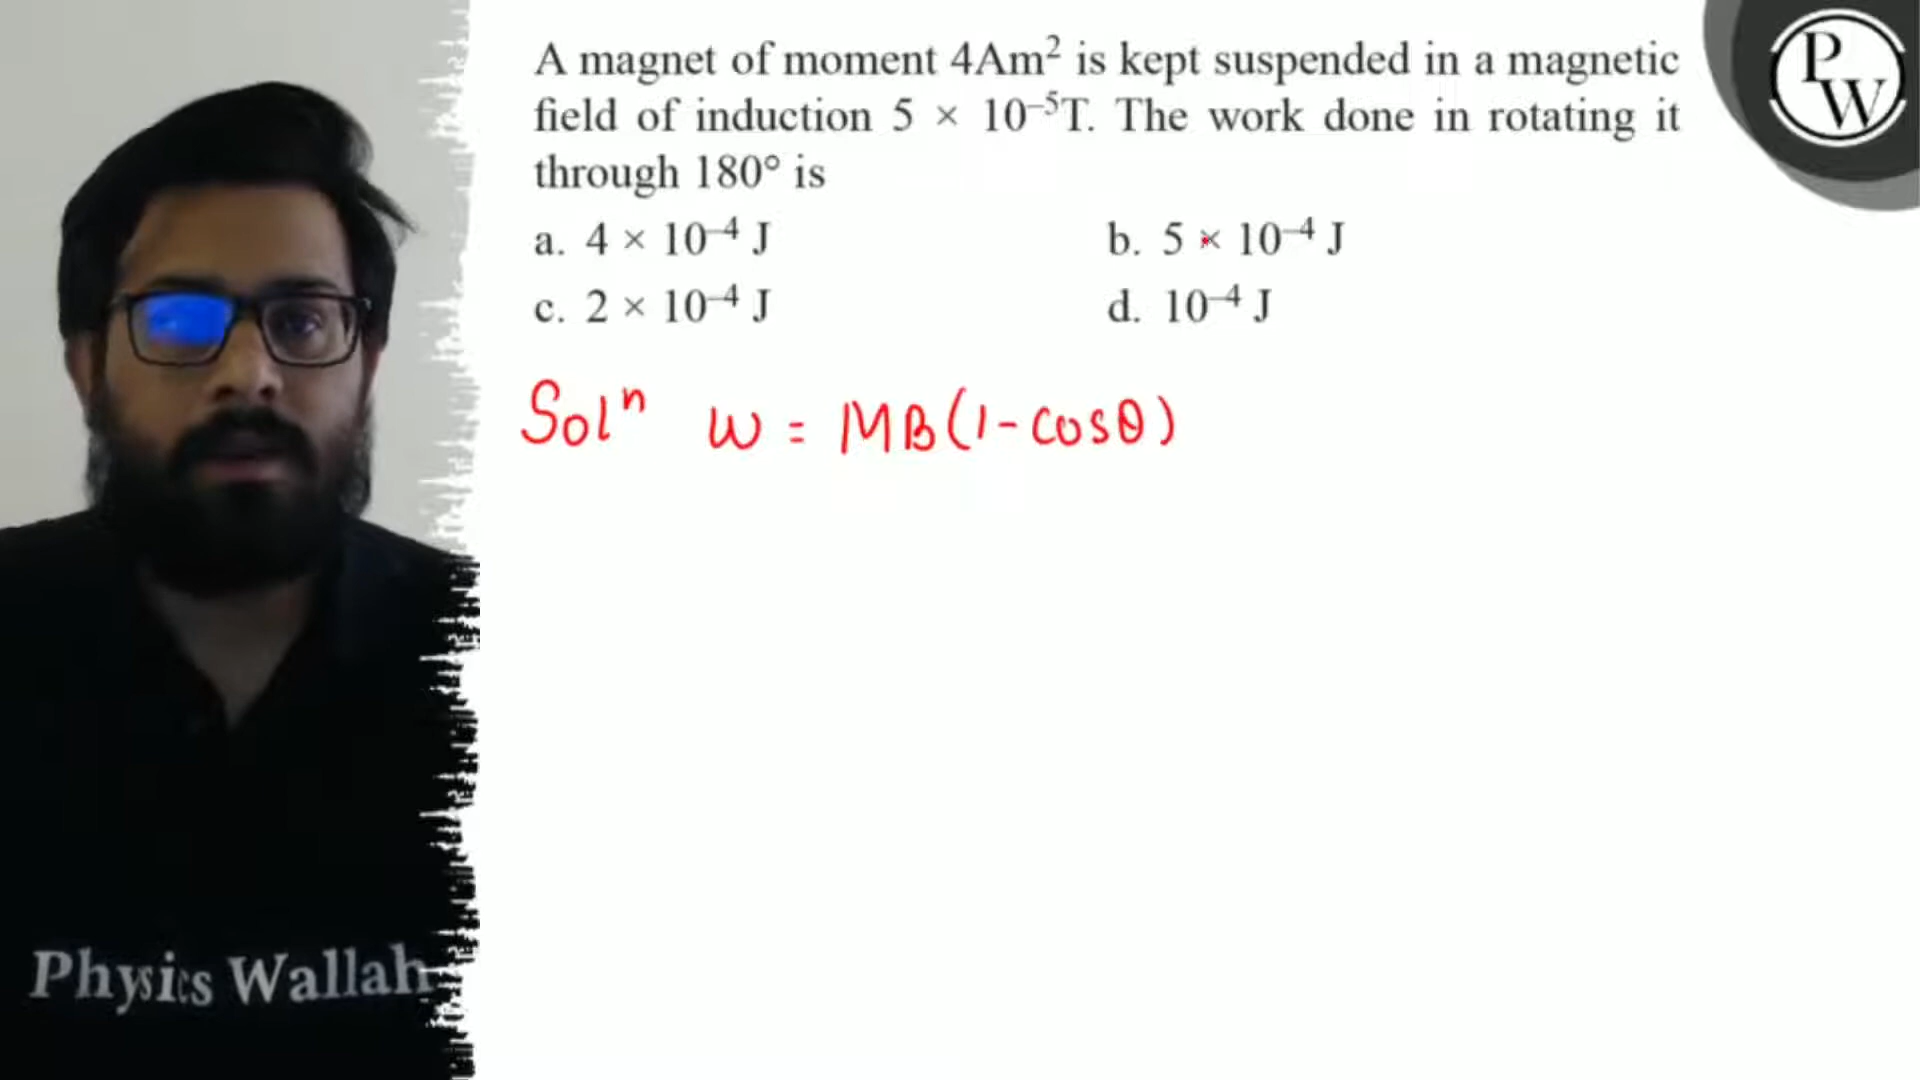 A magnet of moment 4Am² is kept suspended in a magnetic
field of induction 5 × 10⁻⁵T. The work done in rotating it
through 180° is
a. 4 × 10⁻⁴ J b. 5 × 10⁻⁴ J
c. 2 × 10⁻⁴ J d. 10⁻⁴ J
Solⁿ W = MB(1-cosθ)
PW
Physics Wallah